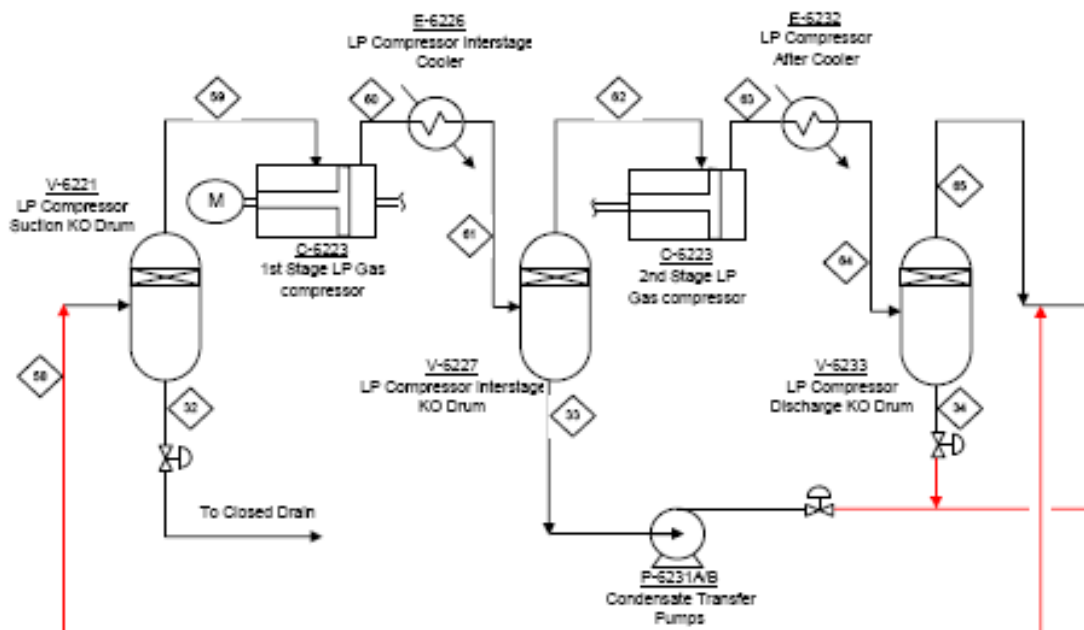 E-6226
LP Compressor Interstage
Cooler
E-6232
LP Compressor
After Cooler
59
60
62
63
V-6221
LP Compressor
Suction KO Drum
M
C-6223
1st Stage LP Gas
compressor
61
C-6223
2nd Stage LP
Gas compressor
64
65
58
32
V-6227
LP Compressor Interstage
KO Drum
33
V-6233
LP Compressor
Discharge KO Drum
34
To Closed Drain
P-6231A/B
Condensate Transfer
Pumps